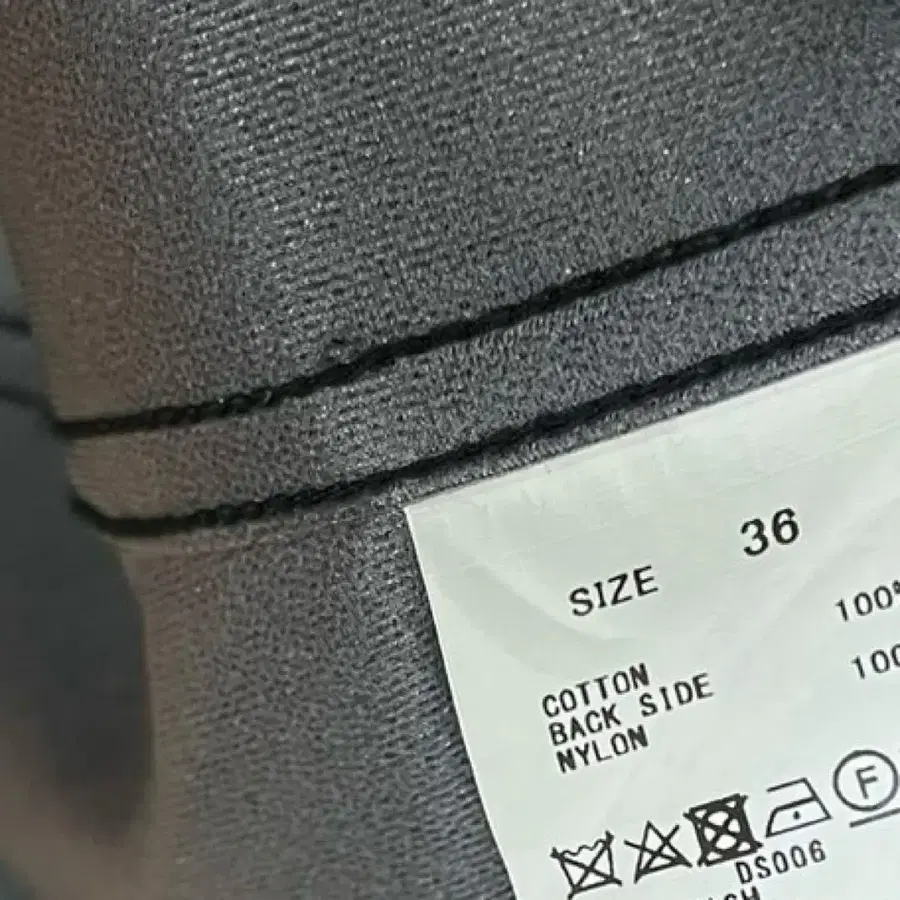 SIZE 36
COTTON 100%
BACK SIDE
NYLON 100
F
DS006